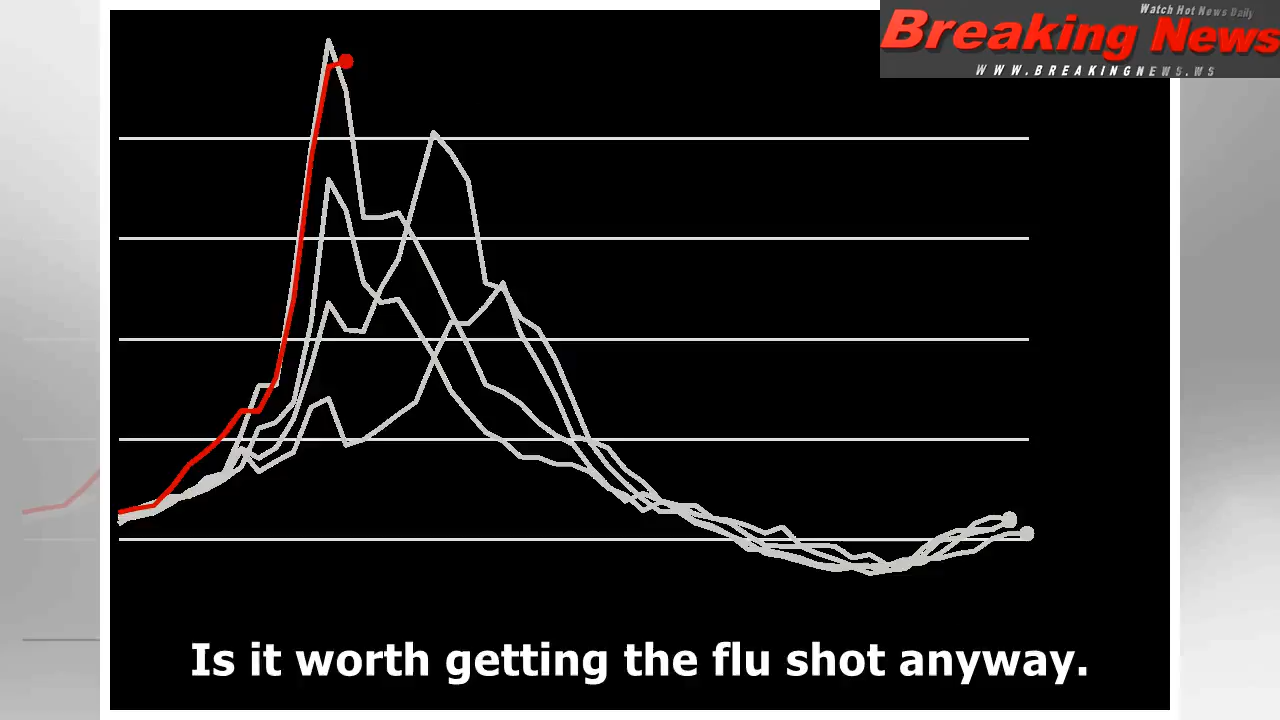 Watch Hot News Daily
Breaking News
WWW.BREAKINGNEWS.WS
Is it worth getting the flu shot anyway.